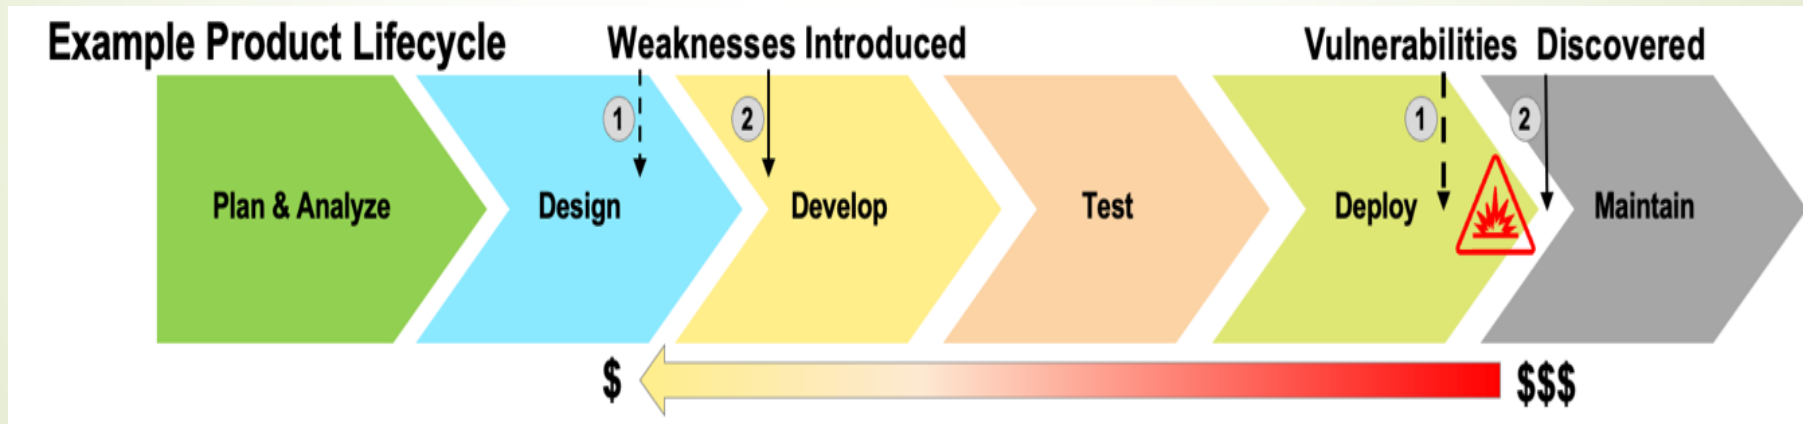 Example Product Lifecycle
Weaknesses Introduced
Vulnerabilities Discovered
1
2
1
2
Plan & Analyze
Design
Develop
Test
Deploy
Maintain
$
$$$